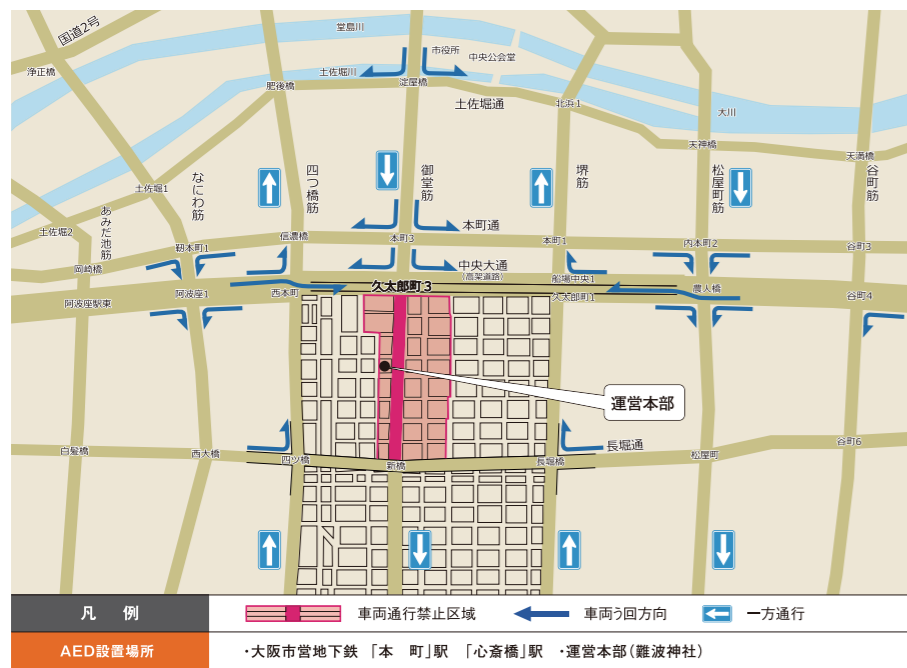 国道2号
堂島川
市役所
中央公会堂
浄正橋
土佐堀川
肥後橋
淀屋橋
土佐堀通
北浜1
大川
天神橋
天満橋
土佐堀1
なにわ筋
四つ橋筋
御堂筋
堺筋
松屋町筋
谷町筋
あみだ池筋
土佐堀2
靭本町1
信濃橋
本町3
本町通
本町1
内本町2
谷町3
岡崎橋
中央大通
(高架道路)
船場中央1
阿波座駅東
阿波座1
西本町
久太郎町3
久太郎町1
農人橋
谷町4
運営本部
白髪橋
西大橋
四ツ橋
新橋
長堀橋
長堀通
松屋町
谷町6
凡 例
車両通行禁止区域
車両う回方向
一方通行
AED設置場所
・大阪市営地下鉄 「本 町」駅 「心斎橋」駅 ・運営本部(難波神社)